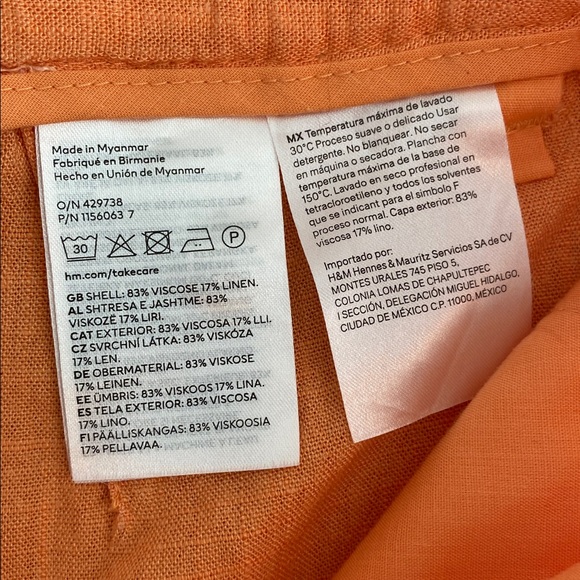 Made in Myanmar
Fabriqué en Birmanie
Hecho en Unión de Myanmar
O/N 429738
P/N 1156063 7
30 P
hm.com/takecare
GB SHELL: 83% VISCOSE 17% LINEN.
AL SHTRESA E JASHTME: 83%
VISKOZË 17% LIRI.
CAT EXTERIOR: 83% VISCOSA 17% LLI.
CZ SVRCHNÍ LÁTKA: 83% VISKÓZA
17% LEN.
DE OBERMATERIAL: 83% VISKOSE
17% LEINEN.
EE ÜMBRIS: 83% VISKOOS 17% LINA.
ES TELA EXTERIOR: 83% VISCOSA
17% LINO.
FI PÄÄLLISKANGAS: 83% VISKOOSIA
17% PELLAVAA.
MX Temperatura máxima de lavado
30°C Proceso suave o delicado Usar
detergente. No blanquear. No secar
en máquina o secadora. Plancha con
temperatura máxima de la base de
150°C. Lavado en seco profesional en
tetracloroetileno y todos los solventes
que se indican para el simbolo F
proceso normal. Capa exterior: 83%
viscosa 17% lino.
Importado por:
H&M Hennes & Mauritz Servicios SA de CV
MONTES URALES 745 PISO 5,
COLONIA LOMAS DE CHAPULTEPEC
I SECCIÓN, DELEGACIÓN MIGUEL HIDALGO,
CIUDAD DE MÉXICO C.P. 11000, MÉXICO